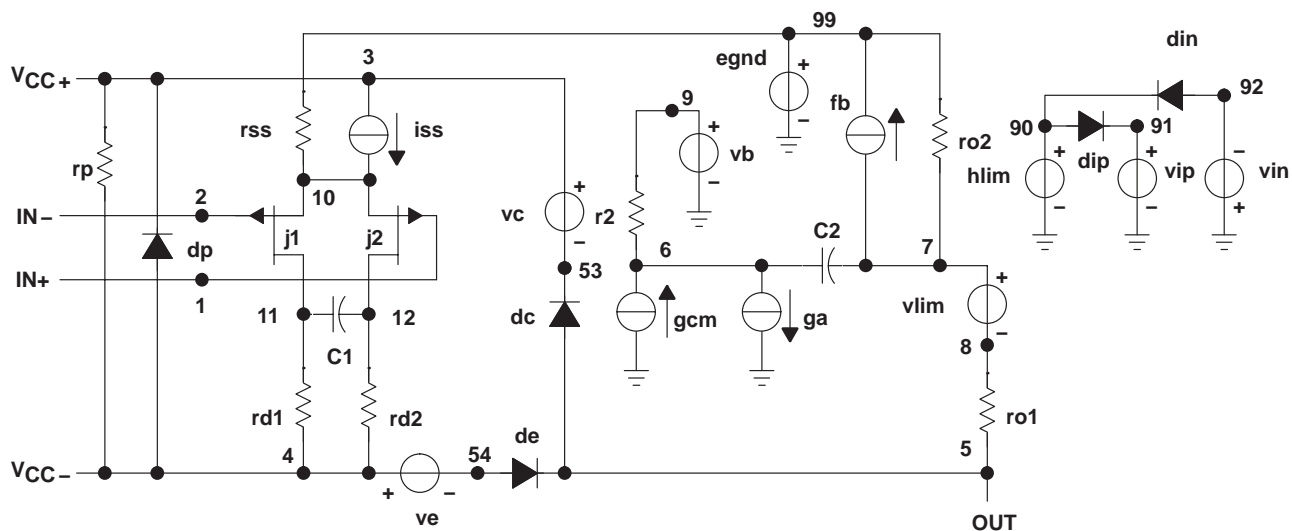 99
din
3
egnd
+
V CC+
92
9
fb
+
rss
iss
+
90
91
−
−
rp
vb
ro2
dip
+
+
−
2
10
−
hlim
vip
vin
IN−
+
−
−
+
vc
r2
C2
j1
j2
−
6
7
dp
IN+
53
+
1
vlim
11
12
dc
gcm
ga
−
8
C1
rd1
rd2
de
ro1
4
54
5
V CC−
+
−
ve
OUT